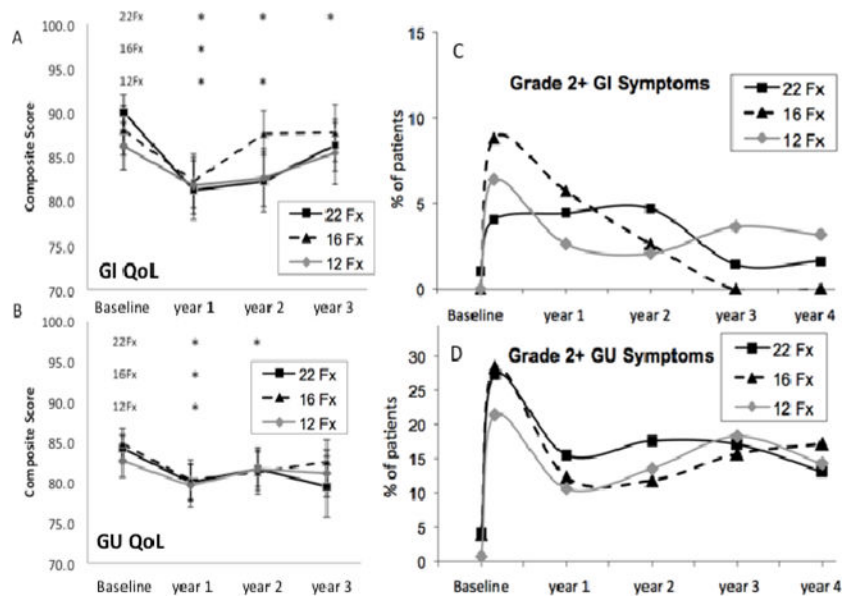 A
100.0
22Fx * * *
95.0
16Fx *
12Fx * *
90.0
Composite Score
85.0
80.0
22 Fx
16 Fx
12 Fx
75.0
GI QoL
70.0
Baseline year 1 year 2 year 3
B
100.0
22Fx * *
95.0
16Fx *
90.0
12Fx *
22 Fx
16 Fx
12 Fx
Composite Score
85.0
80.0
75.0
GU QoL
70.0
Baseline year 1 year 2 year 3
C
15
Grade 2+ GI Symptoms
22 Fx
16 Fx
12 Fx
10
% of patients
5
0
Baseline year 1 year 2 year 3 year 4
D
30
Grade 2+ GU Symptoms
22 Fx
16 Fx
12 Fx
25
20
% of patients
15
10
5
0
Baseline year 1 year 2 year 3 year 4